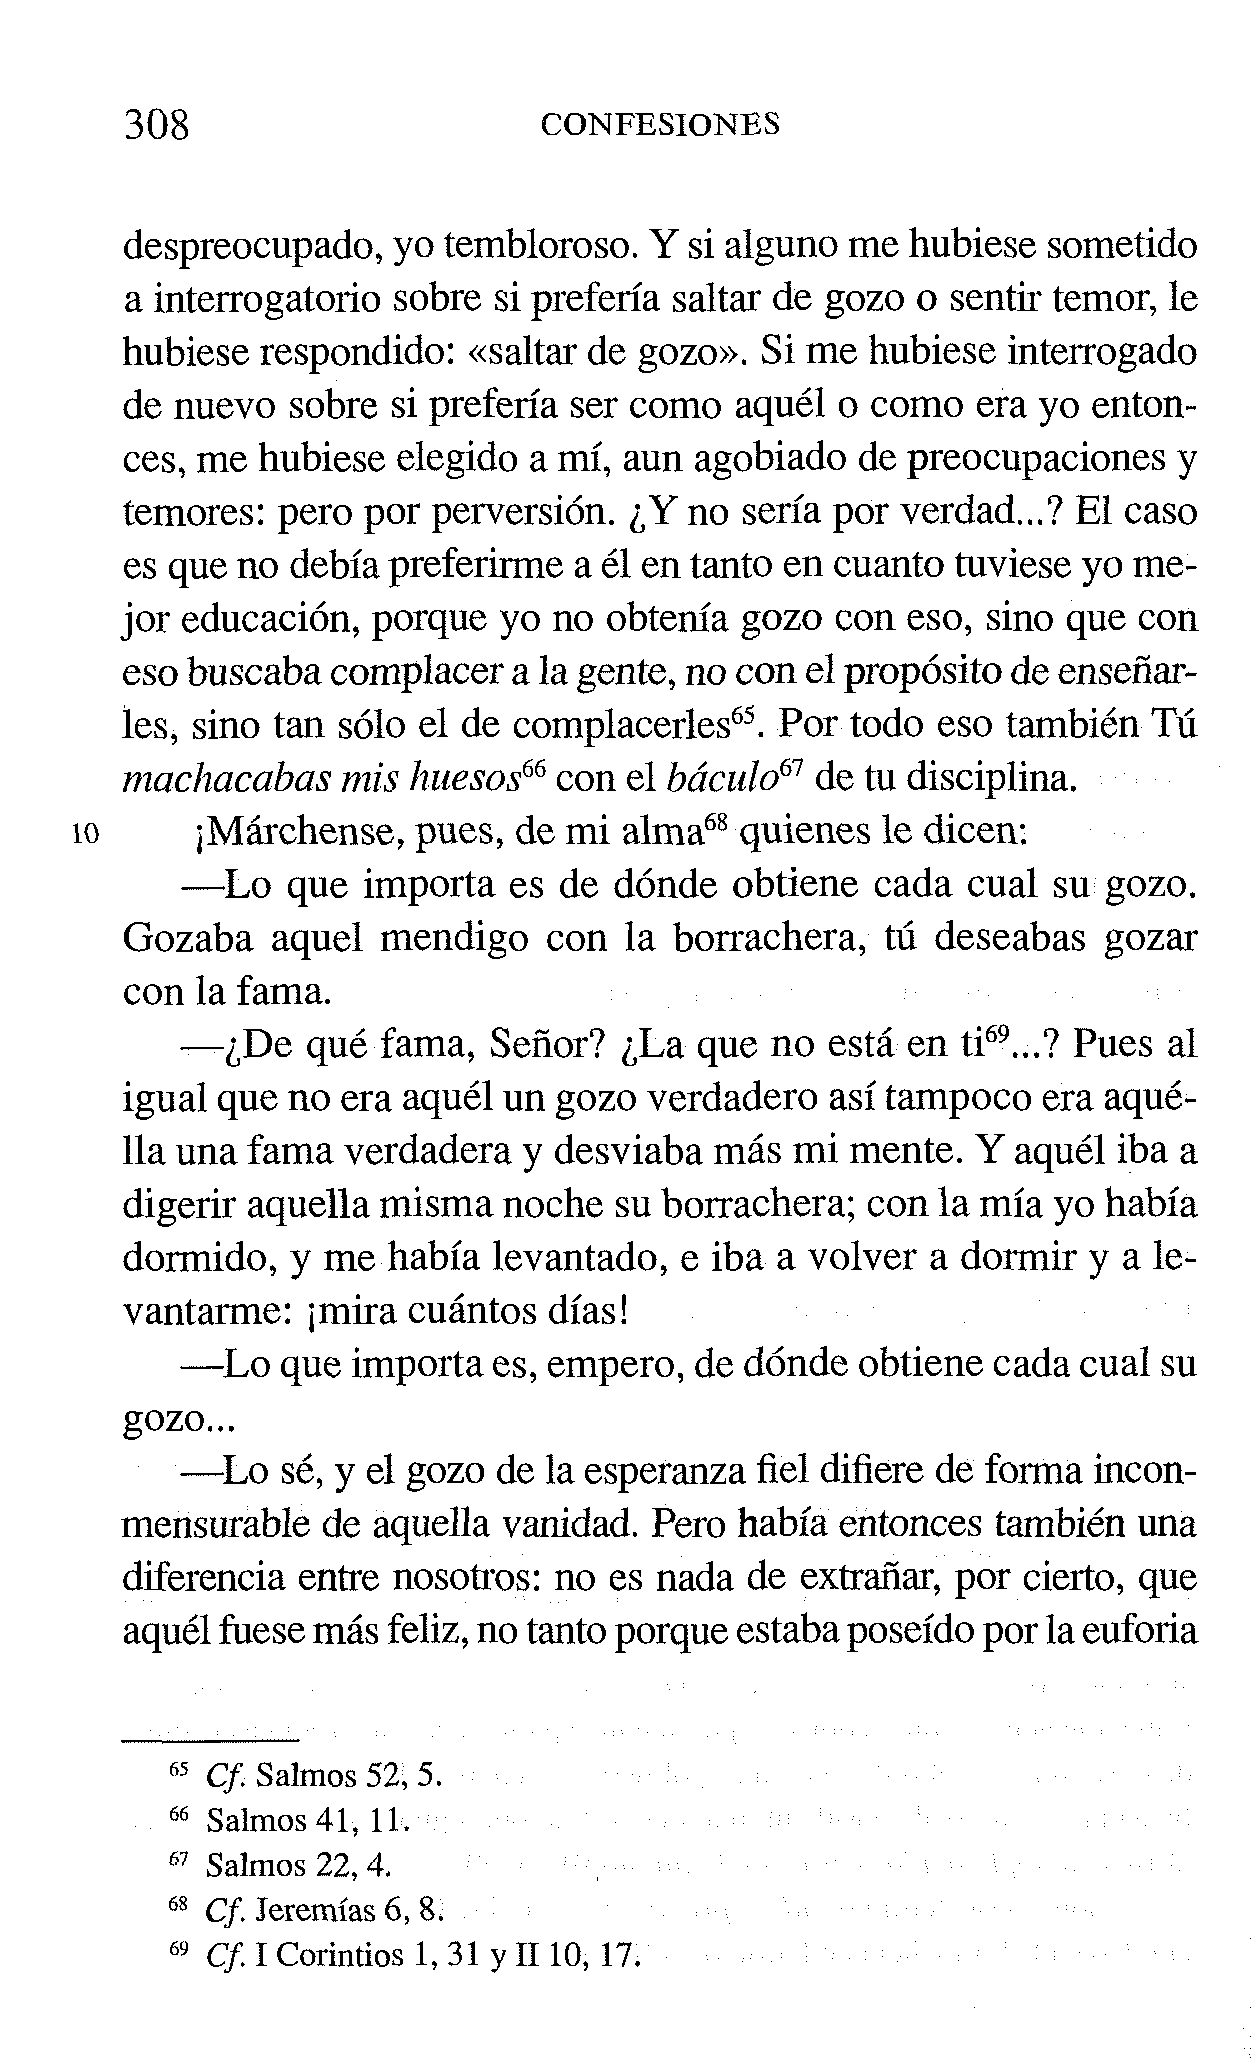 308 CONFESIONES
despreocupado, yo tembloroso. Y si alguno me hubiese sometido
a interrogatorio sobre si prefería saltar de gozo o sentir temor, le
hubiese respondido: «saltar de gozo». Si me hubiese interrogado
de nuevo sobre si prefería ser como aquél o como era yo enton-
ces, me hubiese elegido a mí, aun agobiado de preocupaciones y
temores: pero por perversión. ¿Y no sería por verdad...? El caso
es que no debía preferirme a él en tanto en cuanto tuviese yo me-
jor educación, porque yo no obtenía gozo con eso, sino que con
eso buscaba complacer a la gente, no con el propósito de enseñar-
les, sino tan sólo el de complacerles⁶⁵. Por todo eso también Tú
machacabas mis huesos⁶⁶ con el báculo⁶⁷ de tu disciplina.
10 ¡Márchense, pues, de mi alma⁶⁸ quienes le dicen:
—Lo que importa es de dónde obtiene cada cual su gozo.
Gozaba aquel mendigo con la borrachera, tú deseabas gozar
con la fama.
—¿De qué fama, Señor? ¿La que no está en ti⁶⁹...? Pues al
igual que no era aquél un gozo verdadero así tampoco era aqué-
lla una fama verdadera y desviaba más mi mente. Y aquél iba a
digerir aquella misma noche su borrachera; con la mía yo había
dormido, y me había levantado, e iba a volver a dormir y a le-
vantarme: ¡mira cuántos días!
—Lo que importa es, empero, de dónde obtiene cada cual su
gozo...
—Lo sé, y el gozo de la esperanza fiel difiere de forma incon-
mensurable de aquella vanidad. Pero había entonces también una
diferencia entre nosotros: no es nada de extrañar, por cierto, que
aquél fuese más feliz, no tanto porque estaba poseído por la euforia
⁶⁵ Cf. Salmos 52, 5.
⁶⁶ Salmos 41, 11.
⁶⁷ Salmos 22, 4.
⁶⁸ Cf. Jeremías 6, 8.
⁶⁹ Cf. I Corintios 1, 31 y II 10, 17.